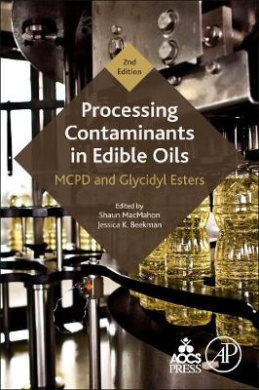 2nd
Edition
Processing
Contaminants
in Edible Oils
MCPD and Glycidyl Esters
Edited by
Shaun MacMahon
Jessica K. Beekman
AOCS
PRESS